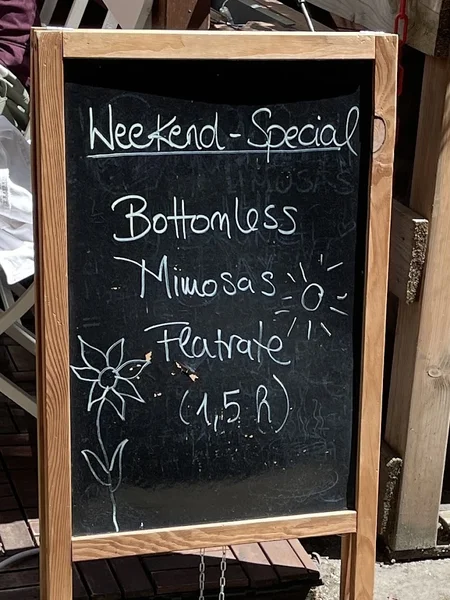 Weekend-Special
Bottomless
Mimosas
Flatrate
(1,5 h)